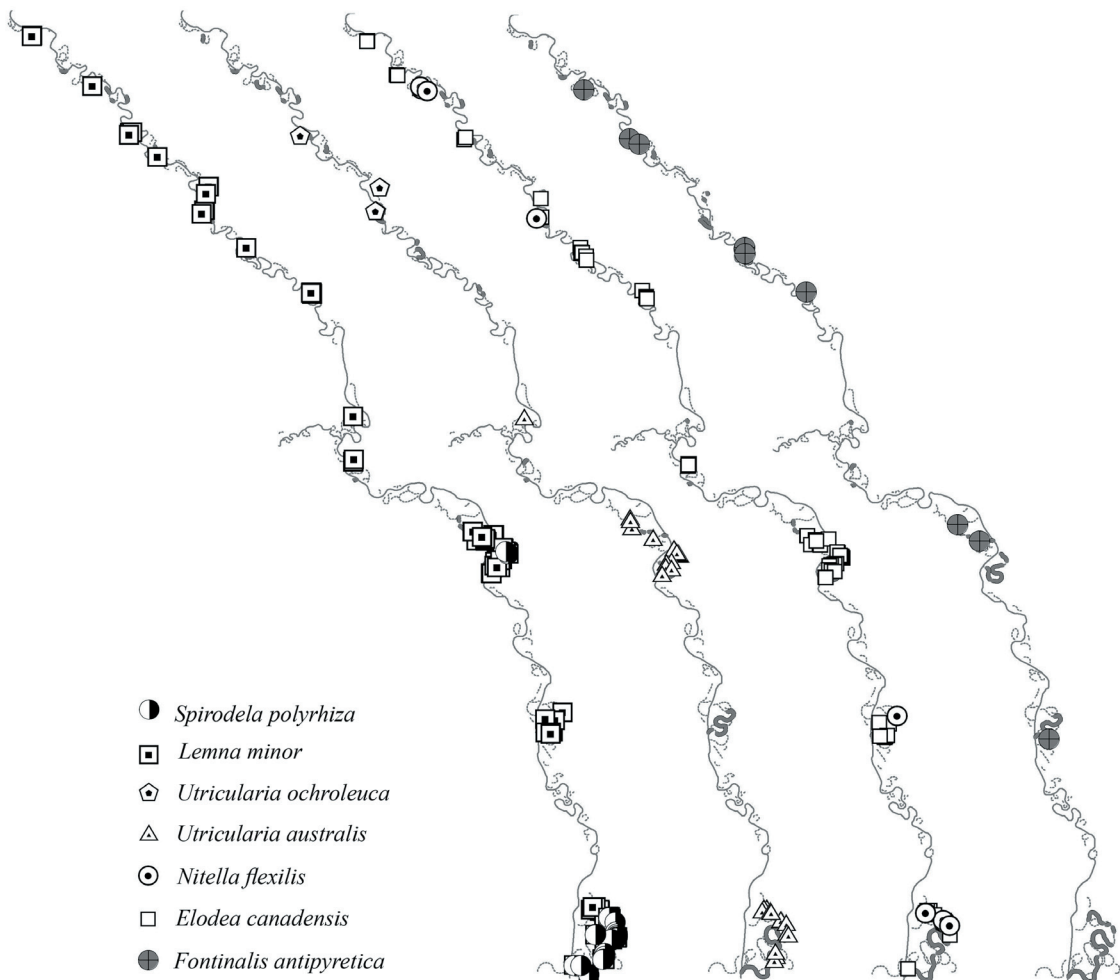 Spirodela polyrhiza
Lemna minor
Utricularia ochroleuca
Utricularia australis
Nitella flexilis
Elodea canadensis
Fontinalis antipyretica